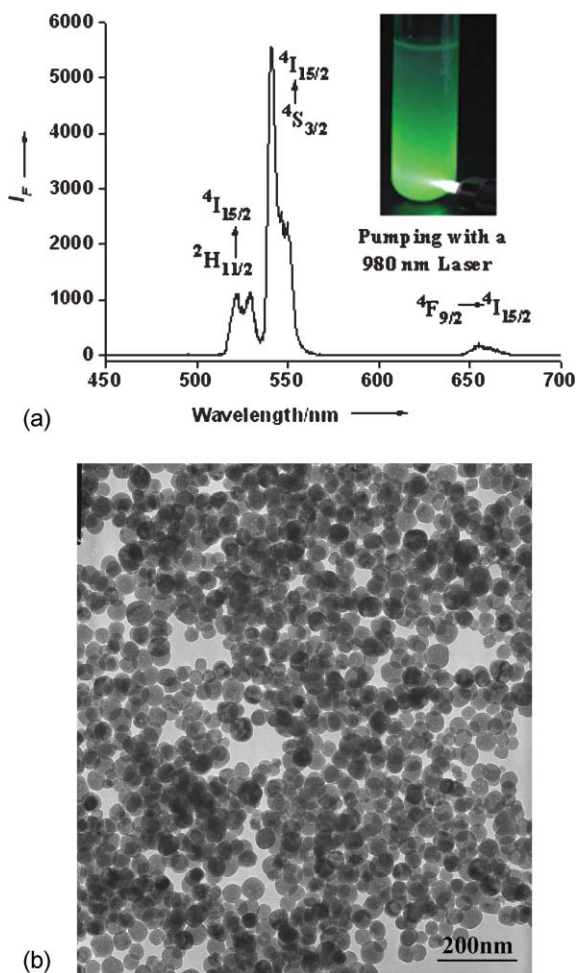 6000
5000
4000
3000
2000
1000
0
I_F
450 500 550 600 650 700
Wavelength/nm
⁴I₁₅/₂
²H₁₁/₂
⁴I₁₅/₂
⁴S₃/₂
Pumping with a
980 nm Laser
⁴F₉/₂ → ⁴I₁₅/₂
(a)
200nm
(b)